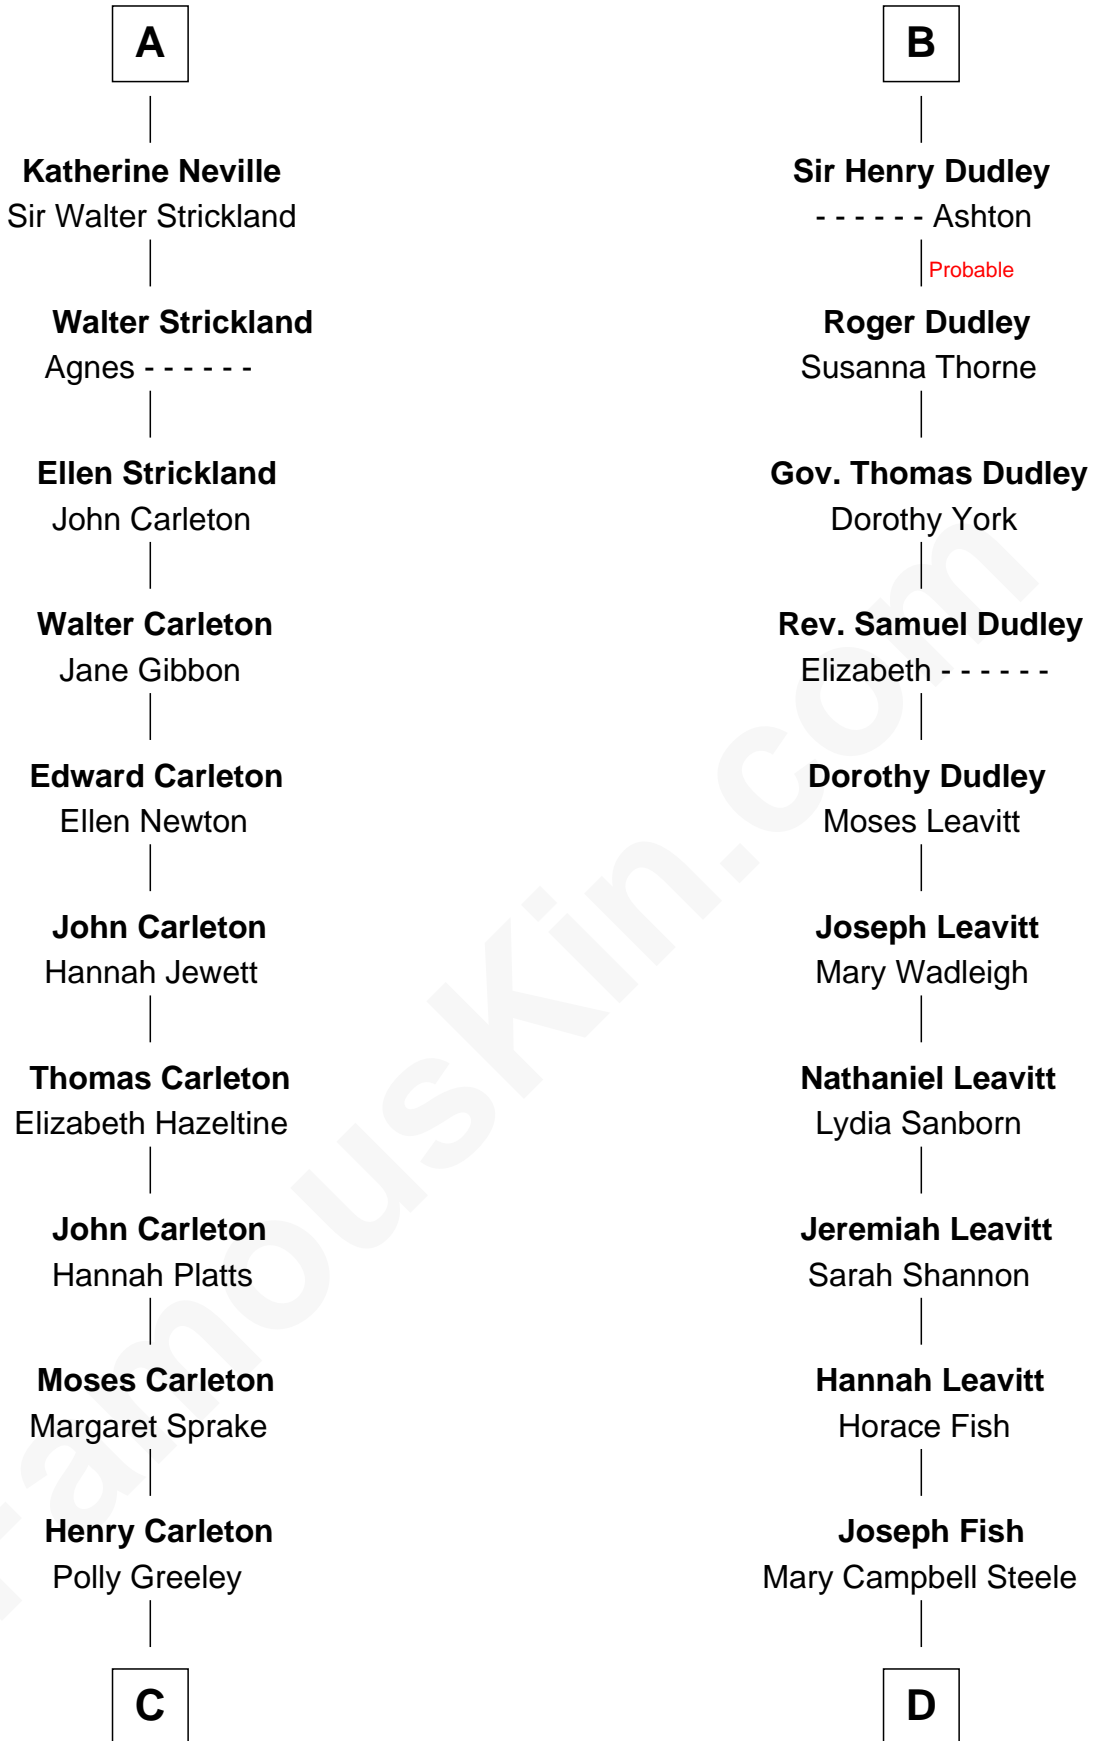 A
Katherine Neville
Sir Walter Strickland
Walter Strickland
Agnes - - - - - -
Ellen Strickland
John Carleton
Walter Carleton
Jane Gibbon
Edward Carleton
Ellen Newton
John Carleton
Hannah Jewett
Thomas Carleton
Elizabeth Hazeltine
John Carleton
Hannah Platts
Moses Carleton
Margaret Sprake
Henry Carleton
Polly Greeley
C
B
Sir Henry Dudley
- - - - - - Ashton
Probable
Roger Dudley
Susanna Thorne
Gov. Thomas Dudley
Dorothy York
Rev. Samuel Dudley
Elizabeth - - - - - -
Dorothy Dudley
Moses Leavitt
Joseph Leavitt
Mary Wadleigh
Nathaniel Leavitt
Lydia Sanborn
Jeremiah Leavitt
Sarah Shannon
Hannah Leavitt
Horace Fish
Joseph Fish
Mary Campbell Steele
D
FamousKin.com